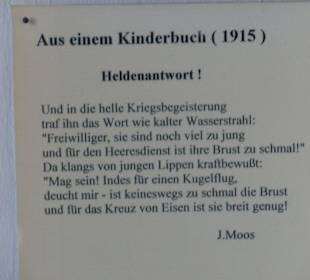 Aus einem Kinderbuch ( 1915 )
Heldenantwort !
Und in die helle Kriegsbegeisterung
traf ihn das Wort wie kalter Wasserstrahl:
"Freiwilliger, sie sind noch viel zu jung
und für den Heeresdienst ist ihre Brust zu schmal!"
Da klangs von jungen Lippen kraftbewußt:
"Mag sein! Indes für einen Kugelflug,
deucht mir - ist keineswegs zu schmal die Brust
und für das Kreuz von Eisen ist sie breit genug!
J.Moos